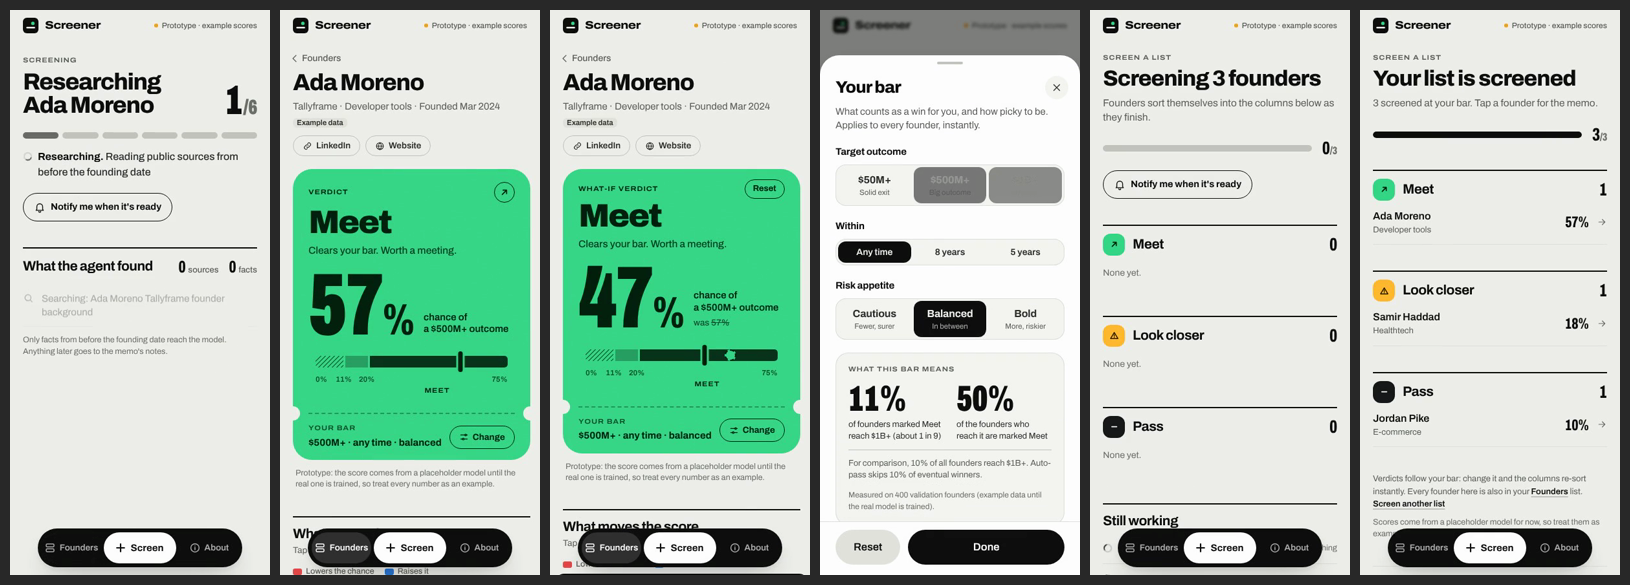 Screener
Prototype · example scores
SCREENING
Researching
Ada Moreno
1/6
Researching. Reading public sources from
before the founding date
Notify me when it's ready
What the agent found
0 sources 0 facts
Searching: Ada Moreno Tallyframe founder
background
Only facts from before the founding date reach the model.
Anything later goes to the memo's notes.
Founders
Screen
About
Screener
Prototype · example scores
Founders
Ada Moreno
Tallyframe · Developer tools · Founded Mar 2024
Example data
LinkedIn
Website
VERDICT
Meet
Clears your bar. Worth a meeting.
57%
chance of
a $500M+ outcome
0% 11% 20% 75%
MEET
YOUR BAR
$500M+ · any time · balanced
Change
Prototype: the score comes from a placeholder model until the
real one is trained, so treat every number as an example.
Founders
Screen
About
Lowers the chance
Raises it
Screener
Prototype · example scores
Founders
Ada Moreno
Tallyframe · Developer tools · Founded Mar 2024
Example data
LinkedIn
Website
WHAT-IF VERDICT
Reset
Meet
Clears your bar. Worth a meeting.
47%
chance of
a $500M+ outcome
was 57%
0% 11% 20% 75%
MEET
YOUR BAR
$500M+ · any time · balanced
Change
Prototype: the score comes from a placeholder model until the
real one is trained, so treat every number as an example.
What moves the score
Founders
Screen
About
Screener
Prototype · example scores
Your bar
What counts as a win for you, and how picky to be.
Applies to every founder, instantly.
Target outcome
$50M+
Solid exit
$500M+
Big outcome
Within
Any time
8 years
5 years
Risk appetite
Cautious
Fewer, surer
Balanced
In between
Bold
More, riskier
WHAT THIS BAR MEANS
11%
of founders marked Meet
reach $1B+ (about 1 in 9)
50%
of the founders who
reach it are marked Meet
For comparison, 10% of all founders reach $1B+. Auto-
pass skips 10% of eventual winners.
Measured on 400 validation founders (example data until
the real model is trained).
Reset
Done
Screener
Prototype · example scores
SCREEN A LIST
Screening 3 founders
Founders sort themselves into the columns below as
they finish.
0/3
Notify me when it's ready
Meet
0
None yet.
Look closer
0
None yet.
Pass
0
None yet.
Still working
Founders
Screen
About
Screener
Prototype · example scores
SCREEN A LIST
Your list is screened
3 screened at your bar. Tap a founder for the memo.
3/3
Meet
1
Ada Moreno
Developer tools
57%
Look closer
1
Samir Haddad
Healthtech
18%
Pass
1
Jordan Pike
E-commerce
10%
Verdicts follow your bar: change it and the columns re-sort
instantly. Every founder here is also in your Founders list.
Screen another list
Scores come from a placeholder model for now, so treat them as
Founders
Screen
About